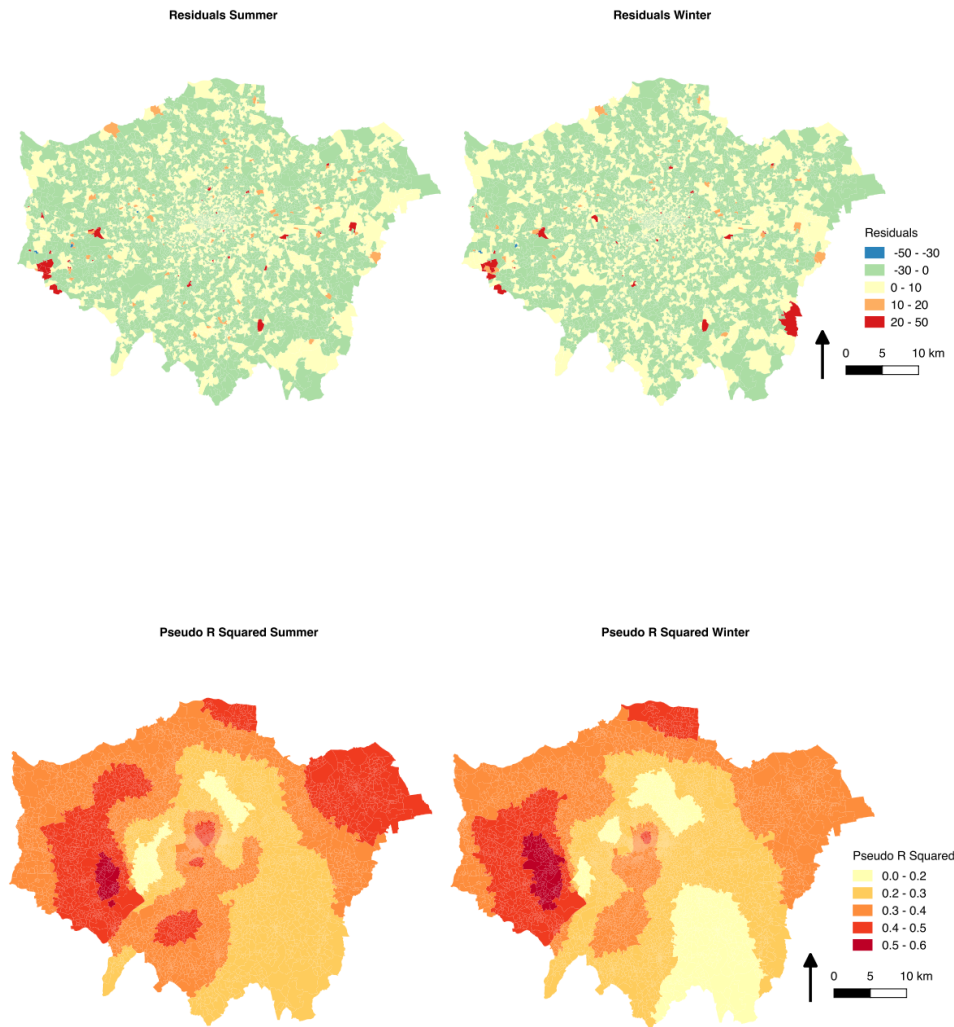 Residuals Summer
Residuals Winter
Residuals
-50 - -30
-30 - 0
0 - 10
10 - 20
20 - 50
0 5 10 km
Pseudo R Squared Summer
Pseudo R Squared Winter
Pseudo R Squared
0.0 - 0.2
0.2 - 0.3
0.3 - 0.4
0.4 - 0.5
0.5 - 0.6
0 5 10 km